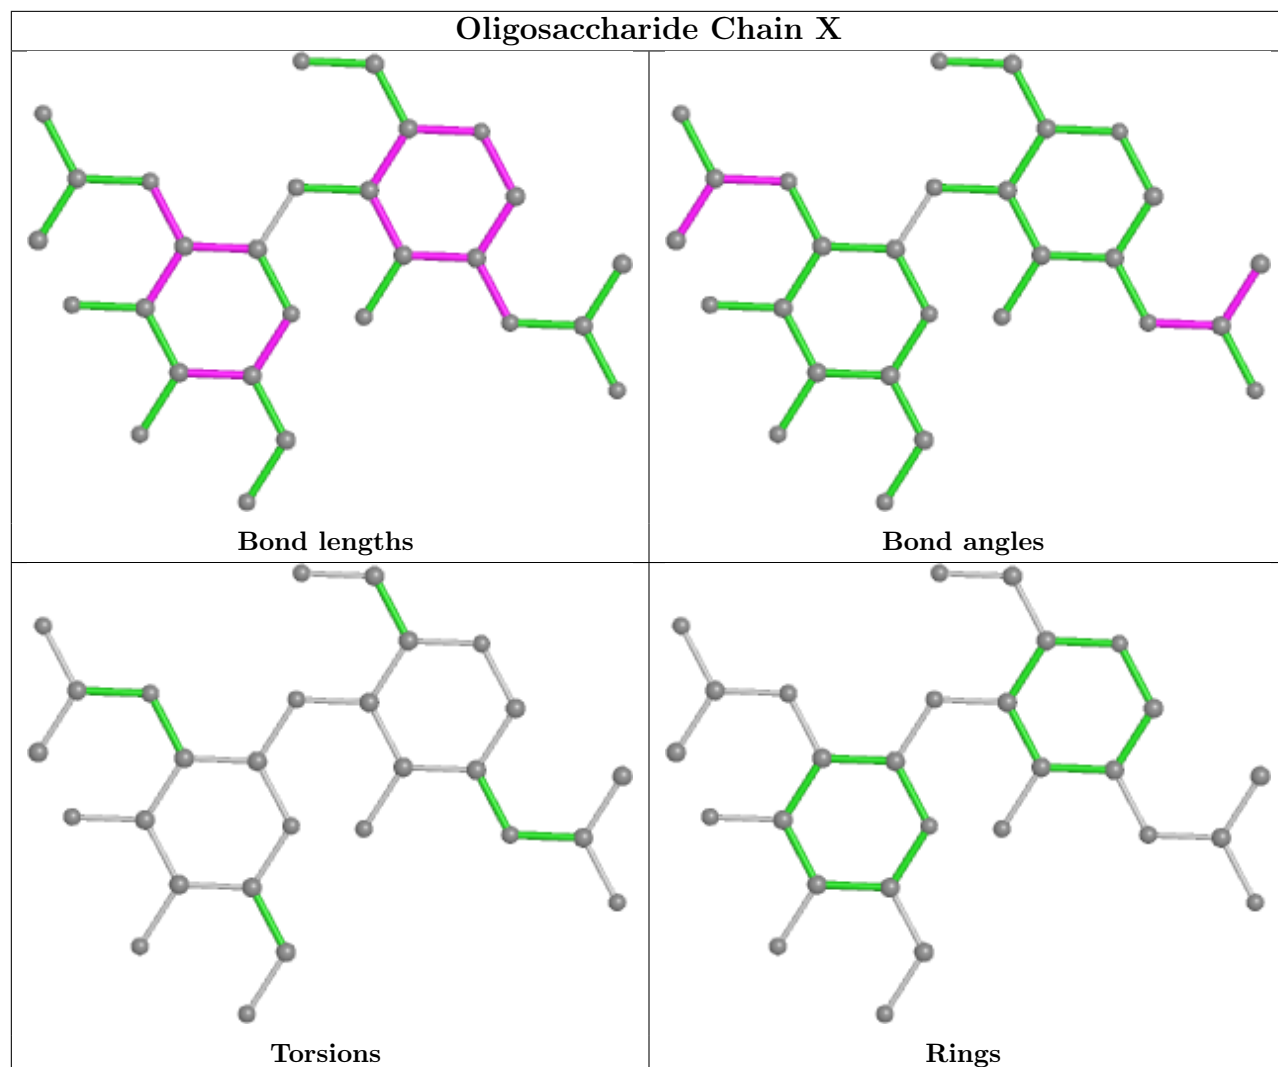 Oligosaccharide Chain X
Bond lengths
Bond angles
Torsions
Rings